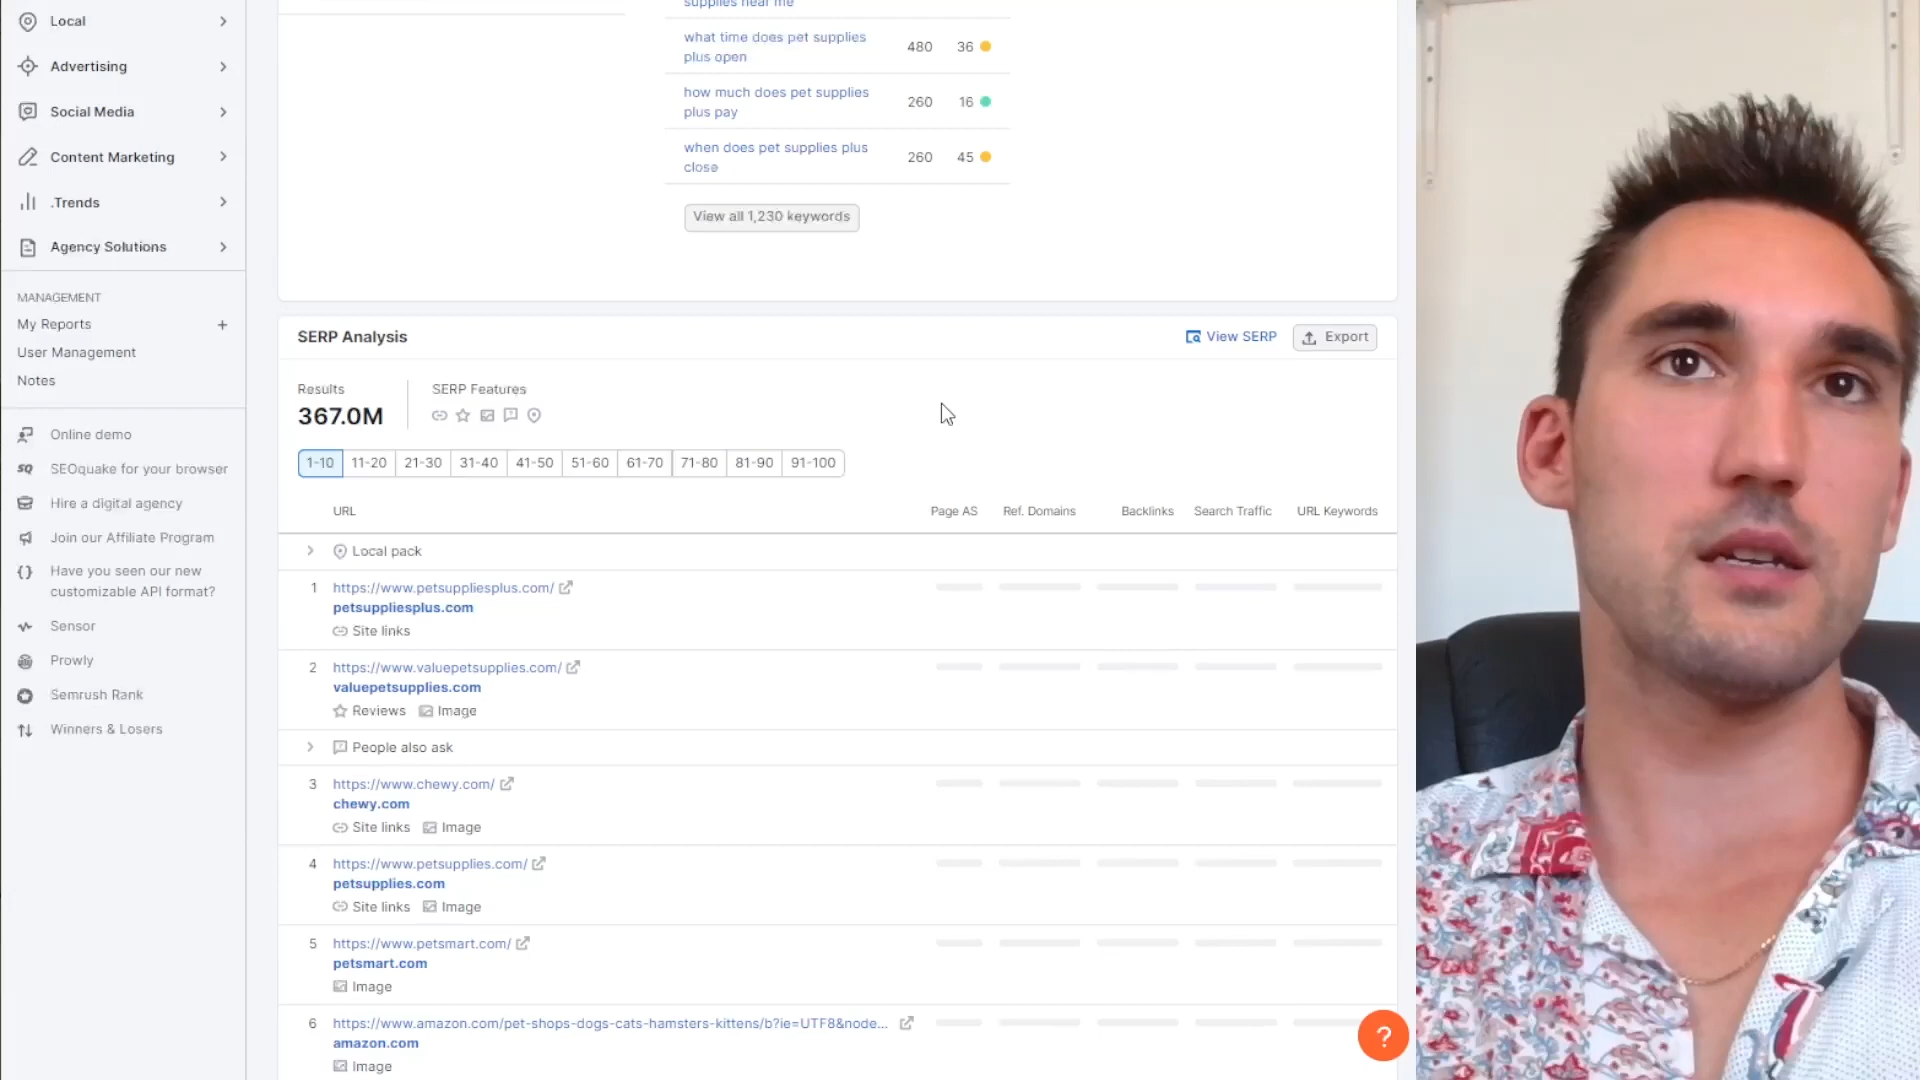 Local
Advertising
Social Media
Content Marketing
.Trends
Agency Solutions
MANAGEMENT
My Reports +
User Management
Notes
Online demo
SEOquake for your browser
Hire a digital agency
Join our Affiliate Program
Have you seen our new
customizable API format?
Sensor
Prowly
Semrush Rank
Winners & Losers
supplies near me
what time does pet supplies
plus open
480 36
how much does pet supplies
plus pay
260 16
when does pet supplies plus
close
260 45
View all 1,230 keywords
SERP Analysis
View SERP
Export
Results
367.0M
SERP Features
1-10 11-20 21-30 31-40 41-50 51-60 61-70 71-80 81-90 91-100
URL Page AS Ref. Domains Backlinks Search Traffic URL Keywords
Local pack
1 https://www.petsuppliesplus.com/
petsuppliesplus.com
Site links
2 https://www.valuepetsupplies.com/
valuepetsupplies.com
Reviews Image
People also ask
3 https://www.chewy.com/
chewy.com
Site links Image
4 https://www.petsupplies.com/
petsupplies.com
Site links Image
5 https://www.petsmart.com/
petsmart.com
Image
6 https://www.amazon.com/pet-shops-dogs-cats-hamsters-kittens/b?ie=UTF8&node...
amazon.com
Image
?